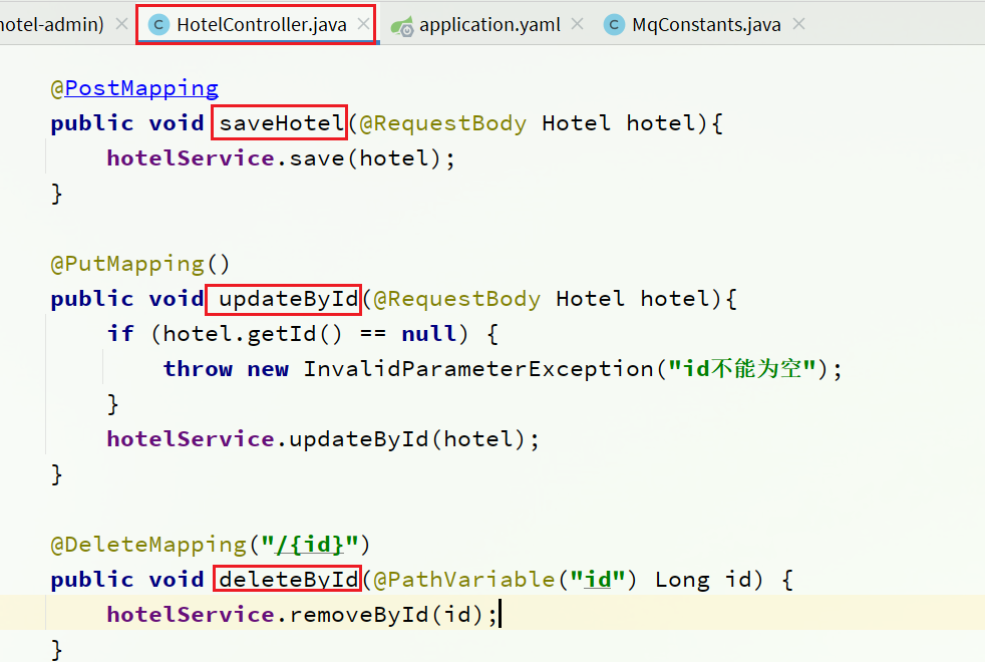 hotel-admin) × C HotelController.java × application.yaml × C MqConstants.java ×
@PostMapping
public void saveHotel(@RequestBody Hotel hotel){
    hotelService.save(hotel);
}
@PutMapping()
public void updateById(@RequestBody Hotel hotel){
    if (hotel.getId() == null) {
        throw new InvalidParameterException("id不能为空");
    }
    hotelService.updateById(hotel);
}
@DeleteMapping("/{id}")
public void deleteById(@PathVariable("id") Long id) {
    hotelService.removeById(id);
}